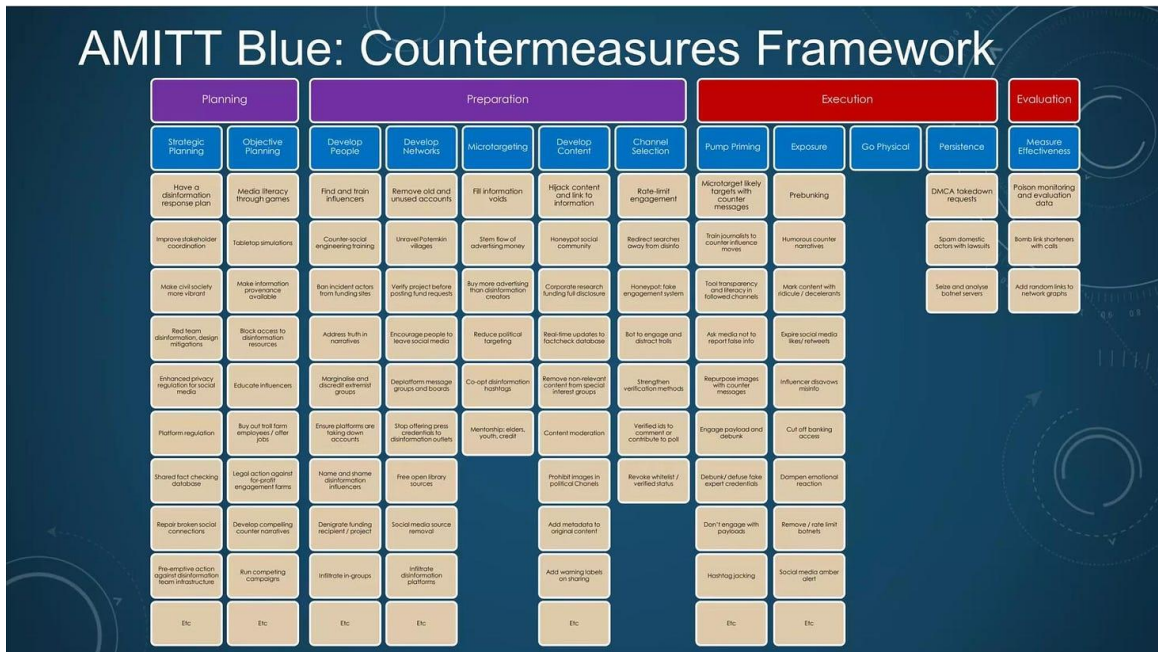 AMITT Blue: Countermeasures Framework
Planning
Preparation
Execution
Evaluation
Strategic
Planning
Objective
Planning
Develop
People
Develop
Networks
Microtargeting
Develop
Content
Channel
Selection
Pump Priming
Exposure
Go Physical
Persistence
Measure
Effectiveness
Have a
disinformation
response plan
Media literacy
through games
Find and train
influencers
Remove old and
unused accounts
Fill information
voids
Hijack content
and link to
information
Rate-limit
engagement
Microtarget likely
targets with
counter
messages
Prebunking
DMCA takedown
requests
Poison monitoring
and evaluation
data
Improve stakeholder
coordination
Tabletop simulations
Counter-social
engineering training
Unravel Potemkin
villages
Stem flow of
advertising money
Honeypot social
community
Redirect searches
away from disinfo
Train journalists to
counter influence
moves
Humorous counter
narratives
Spam domestic
actors with lawsuits
Bomb link shorteners
with calls
Make civil society
more vibrant
Make information
provenance
available
Ban incident actors
from funding sites
Verify project before
posting fund requests
Buy more advertising
than disinformation
creators
Corporate research
funding full disclosure
Honeypot: fake
engagement system
Tool transparency
and literacy in
followed channels
Mark content with
ridicule / decelerants
Seize and analyse
botnet servers
Add random links to
network graphs
Red team
disinformation, design
mitigations
Block access to
disinformation
resources
Address truth in
narratives
Encourage people to
leave social media
Reduce political
targeting
Real-time updates to
factcheck database
Bot to engage and
distract trolls
Ask media not to
report false info
Expire social media
likes/ retweets
Enhanced privacy
regulation for social
media
Educate influencers
Marginalise and
discredit extremist
groups
Deplatform message
groups and boards
Co-opt disinformation
hashtags
Remove non-relevant
content from special
interest groups
Strengthen
verification methods
Repurpose images
with counter
messages
Influencer disavows
misinfo
Platform regulation
Buy out troll farm
employees / offer
jobs
Ensure platforms are
taking down
accounts
Stop offering press
credentials to
disinformation outlets
Mentorship: elders,
youth, credit
Content moderation
Verified ids to
comment or
contribute to poll
Engage payload and
debunk
Cut off banking
access
Shared fact checking
database
Legal action against
for-profit
engagement farms
Name and shame
disinformation
influencers
Free open library
sources
Prohibit images in
political Chanels
Revoke whitelist /
verified status
Debunk/ defuse fake
expert credentials
Dampen emotional
reaction
Repair broken social
connections
Develop compelling
counter narratives
Denigrate funding
recipient / project
Social media source
removal
Add metadata to
original content
Don't engage with
payloads
Remove / rate limit
botnets
Pre-emptive action
against disinformation
team infrastructure
Run competing
campaigns
Infiltrate in-groups
Infiltrate
disinformation
platforms
Add warning labels
on sharing
Hashtag jacking
Social media amber
alert
Etc
Etc
Etc
Etc
Etc
Etc
Etc